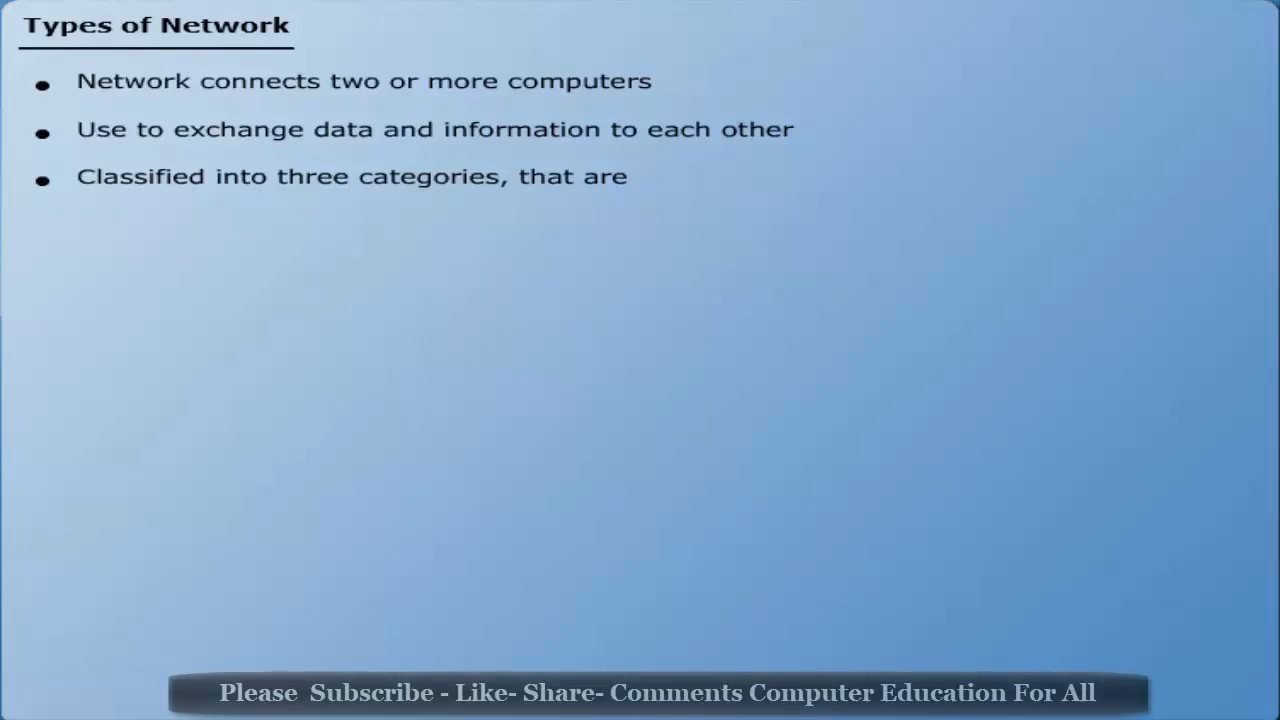 Types of Network
Network connects two or more computers
Use to exchange data and information to each other
Classified into three categories, that are
Please Subscribe - Like- Share- Comments Computer Education For All